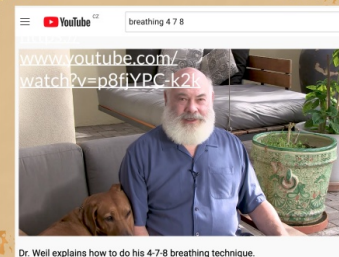 YouTube CZ
breathing 4 7 8
www.youtube.com/
watch?v=p8fjYPC-k2k
Dr. Weil explains how to do his 4-7-8 breathing technique.